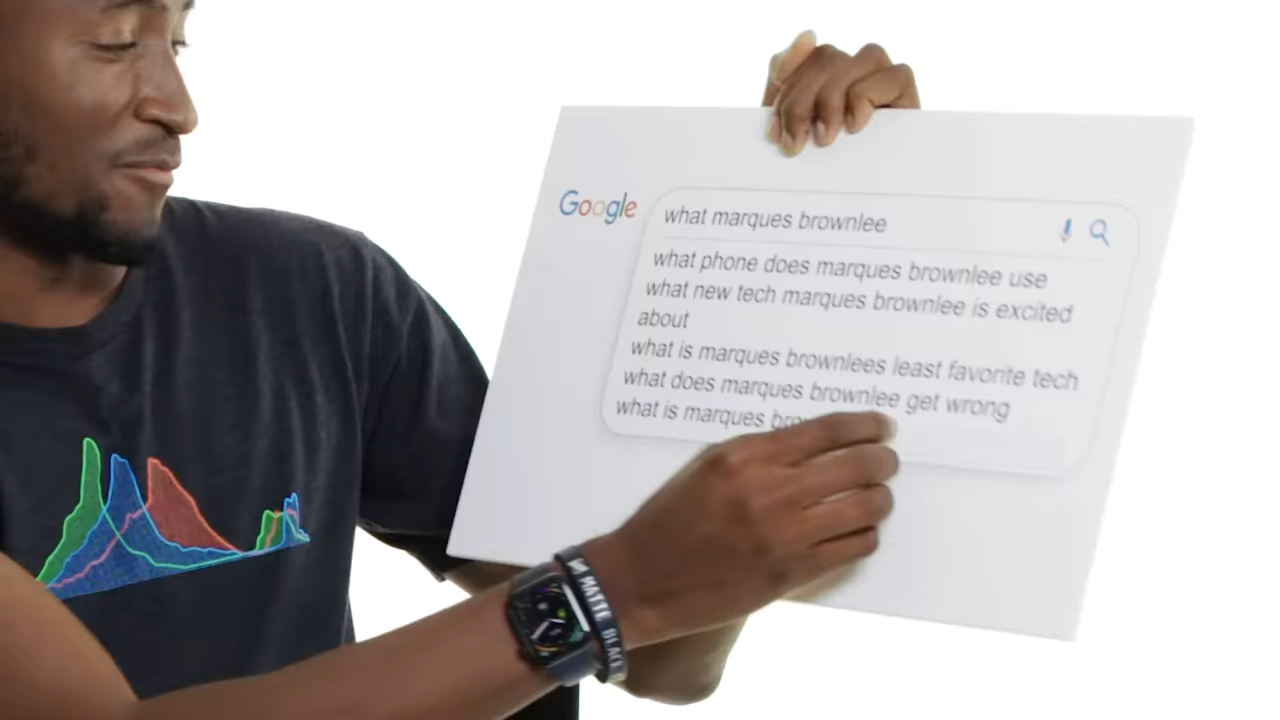 Google
what marques brownlee
what phone does marques brownlee use
what new tech marques brownlee is excited
about
what is marques brownlees least favorite tech
what does marques brownlee get wrong
what is marques
MATTE BLACK